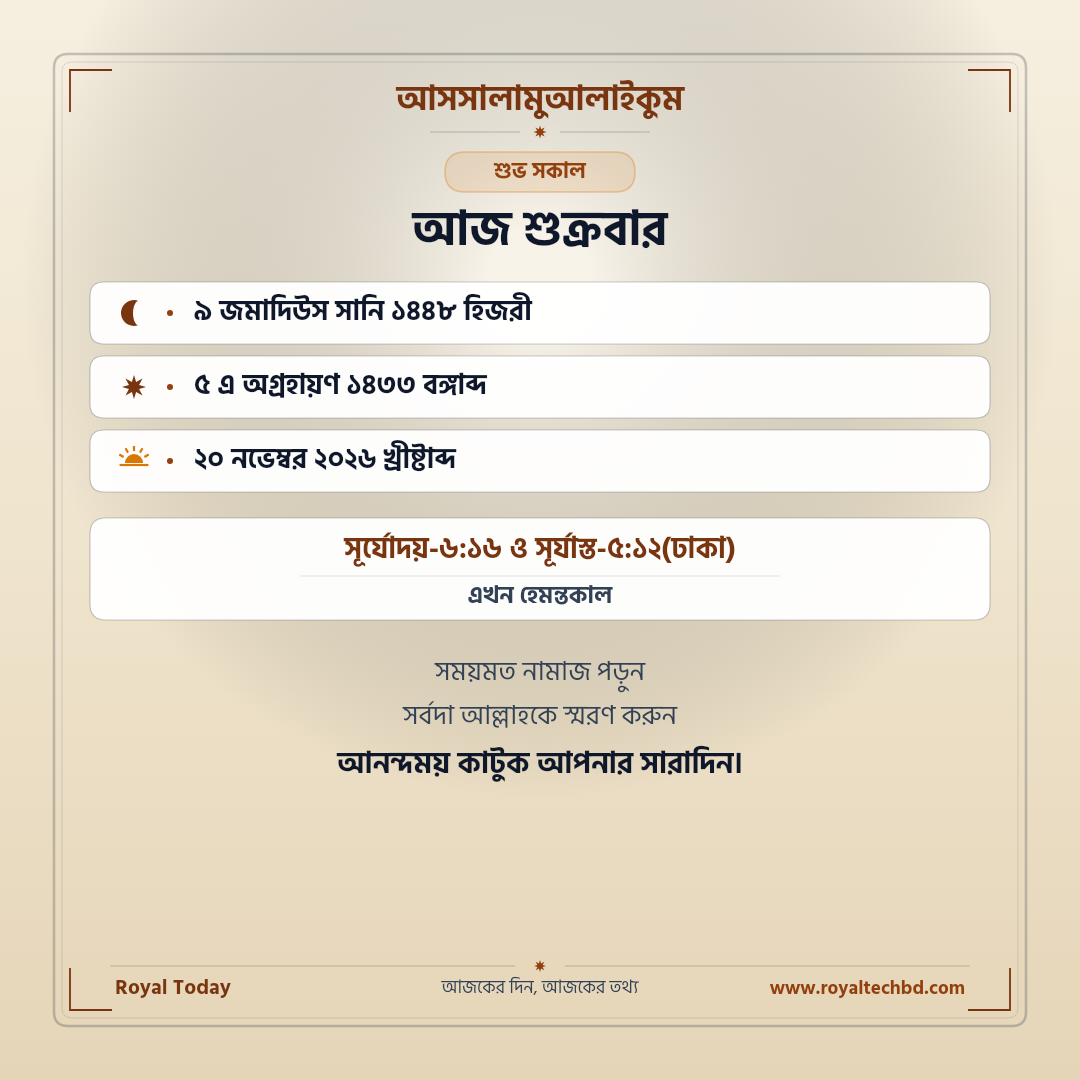 আসসালামুআলাইকুম
শুভ সকাল
আজ শুক্রবার
৯ জমাদিউস সানি ১৪৪৮ হিজরী
৫ এ অগ্রহায়ণ ১৪৩৩ বঙ্গাব্দ
২০ নভেম্বর ২০২৬ খ্রীষ্টাব্দ
সূর্যোদয়-৬:১৬ ও সূর্যাস্ত-৫:১২(ঢাকা)
এখন হেমন্তকাল
সময়মত নামাজ পড়ুন
সর্বদা আল্লাহকে স্মরণ করুন
আনন্দময় কাটুক আপনার সারাদিন।
Royal Today
আজকের দিন, আজকের তথ্য
www.royaltechbd.com